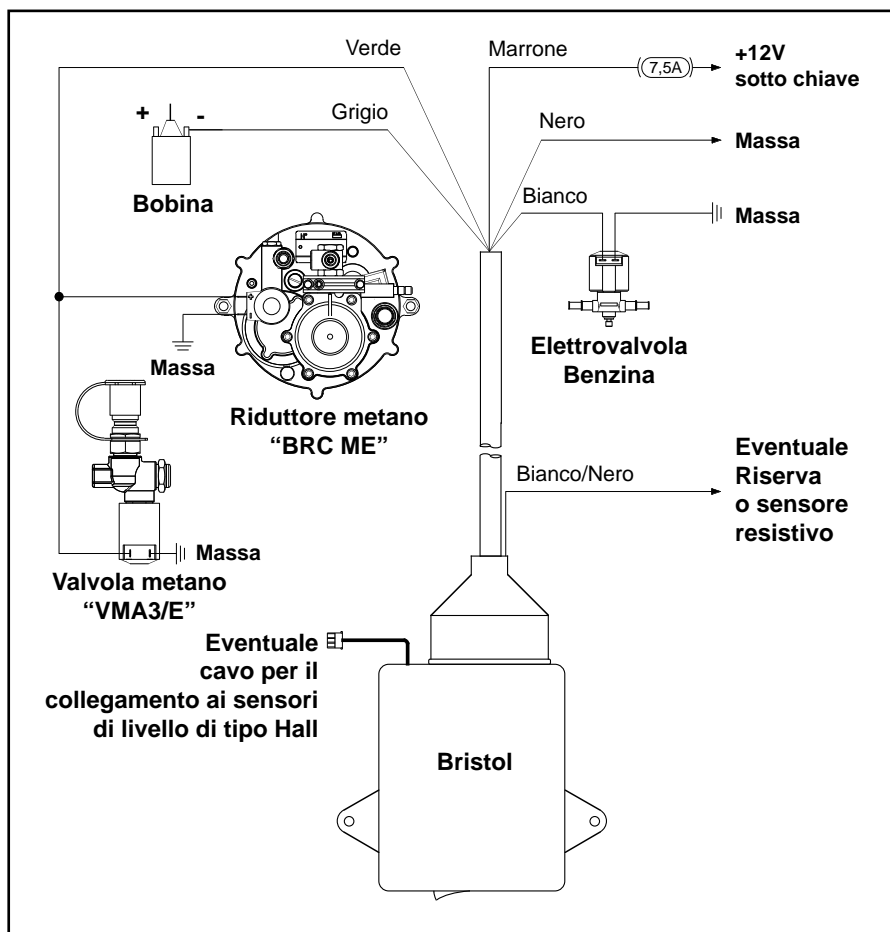 Verde
Marrone
7,5A
+12V
sotto chiave
+ -
Grigio
Nero
Massa
Bobina
Bianco
Massa
+
-
Massa
Elettrovalvola
Benzina
Riduttore metano
“BRC ME”
Bianco/Nero
Eventuale
Riserva
o sensore
resistivo
Massa
Valvola metano
“VMA3/E”
Eventuale
cavo per il
collegamento ai sensori
di livello di tipo Hall
Bristol